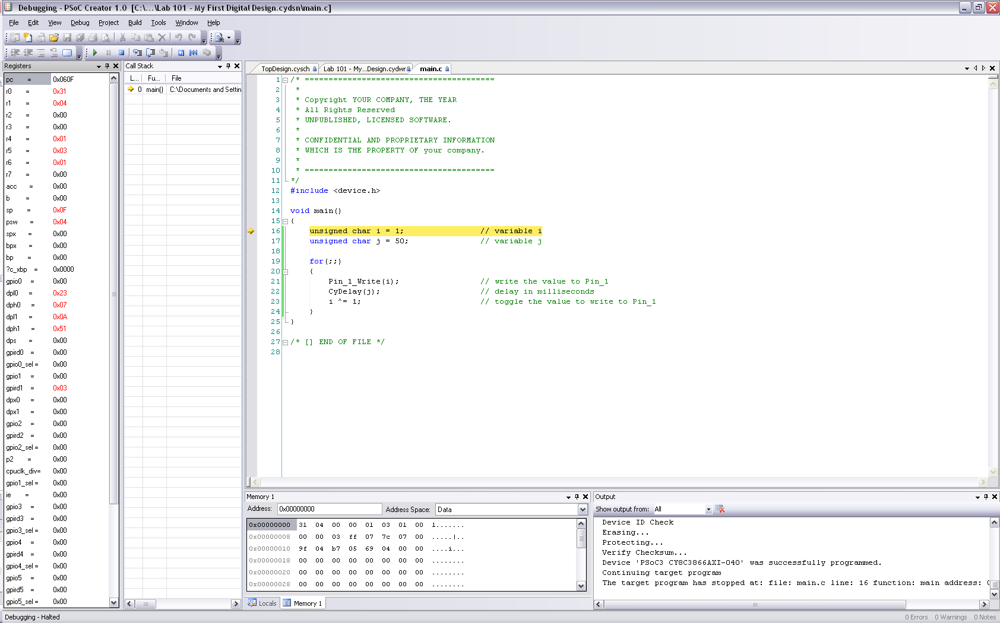 Debugging - PSoC Creator 1.0 [C:\...\Lab 101 - My First Digital Design.cydsn\main.c]
File Edit View Debug Project Build Tools Window Help
Registers
pc = 0x060F
r0 = 0x31
r1 = 0x04
r2 = 0x00
r3 = 0x00
r4 = 0x01
r5 = 0x03
r6 = 0x01
r7 = 0x00
acc = 0x00
b = 0x00
sp = 0x0F
psw = 0x04
spx = 0x00
bpx = 0x00
bp = 0x00
?c_xbp = 0x0000
gpio0 = 0x00
dpl0 = 0x23
dph0 = 0x07
dpl1 = 0x0A
dph1 = 0x51
dps = 0x00
gpird0 = 0x00
gpio0_sel = 0x00
gpio1 = 0x00
gpird1 = 0x03
dpx0 = 0x00
dpx1 = 0x00
gpio2 = 0x00
gpird2 = 0x00
gpio2_sel = 0x00
p2 = 0x00
cpuclk_div= 0x00
gpio1_sel = 0x00
ie = 0x00
gpio3 = 0x00
gpird3 = 0x00
gpio3_sel = 0x00
gpio4 = 0x00
gpird4 = 0x00
gpio4_sel = 0x00
gpio5 = 0x00
gpird5 = 0x00
gpio5_sel = 0x00
Call Stack
L... Fu... File
0 main() C:\Documents and Settin
TopDesign.cysch Lab 101 - My...Design.cydwr main.c
1 /* ========================================
2 *
3 * Copyright YOUR COMPANY, THE YEAR
4 * All Rights Reserved
5 * UNPUBLISHED, LICENSED SOFTWARE.
6 *
7 * CONFIDENTIAL AND PROPRIETARY INFORMATION
8 * WHICH IS THE PROPERTY OF your company.
9 *
10 * ========================================
11 */
12 #include <device.h>
13
14 void main()
15 {
16 unsigned char i = 1; // variable i
17 unsigned char j = 50; // variable j
18
19 for(;;)
20 {
21 Pin_1_Write(i); // write the value to Pin_1
22 CyDelay(j); // delay in milliseconds
23 i ^= 1; // toggle the value to write to Pin_1
24 }
25 }
26
27 /* [] END OF FILE */
28
Memory 1
Address: 0x00000000 Address Space: Data
0x00000000 31 04 00 00 01 03 01 00 1.......
0x00000008 00 00 03 ff 07 7c 07 00 .....|..
0x00000010 9f 04 b7 05 69 04 00 00 ....i...
0x00000018 00 00 00 00 00 00 00 00 ........
0x00000020 00 00 00 00 00 00 00 00 ........
0x00000028 00 00 00 00 00 00 00 00 ........
Locals Memory 1
Output
Show output from: All
Device ID Check
Erasing...
Protecting...
Verify Checksum...
Device 'PSoC3 CY8C3866AXI-040' was successfully programmed.
Continuing target program
The target program has stopped at: file: main.c line: 16 function: main address:
Debugging - Halted
0 Errors 0 Warnings 0 Notes